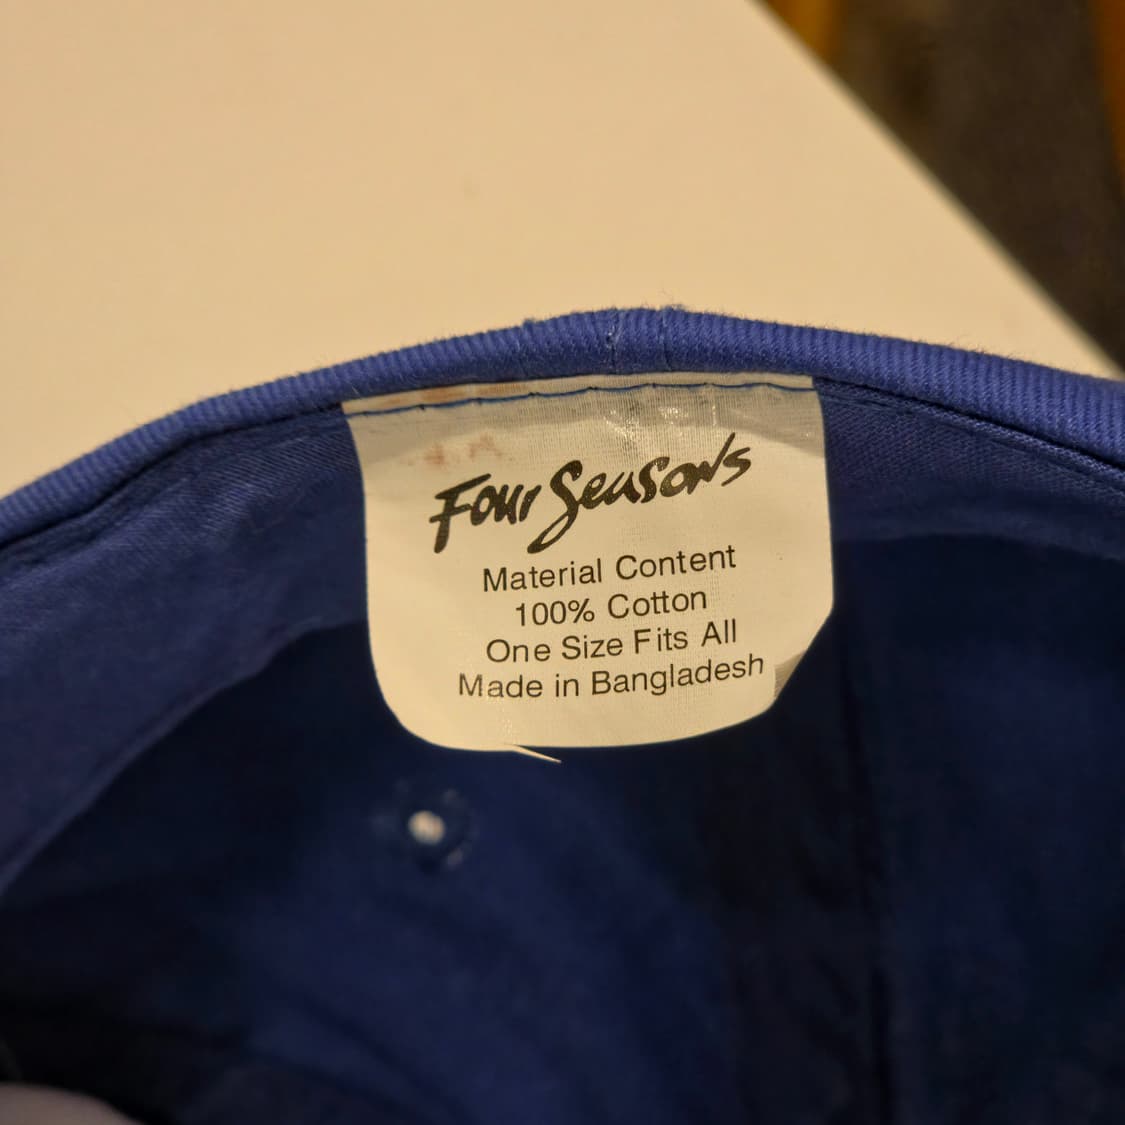 Four Seasons
Material Content
100% Cotton
One Size Fits All
Made in Bangladesh